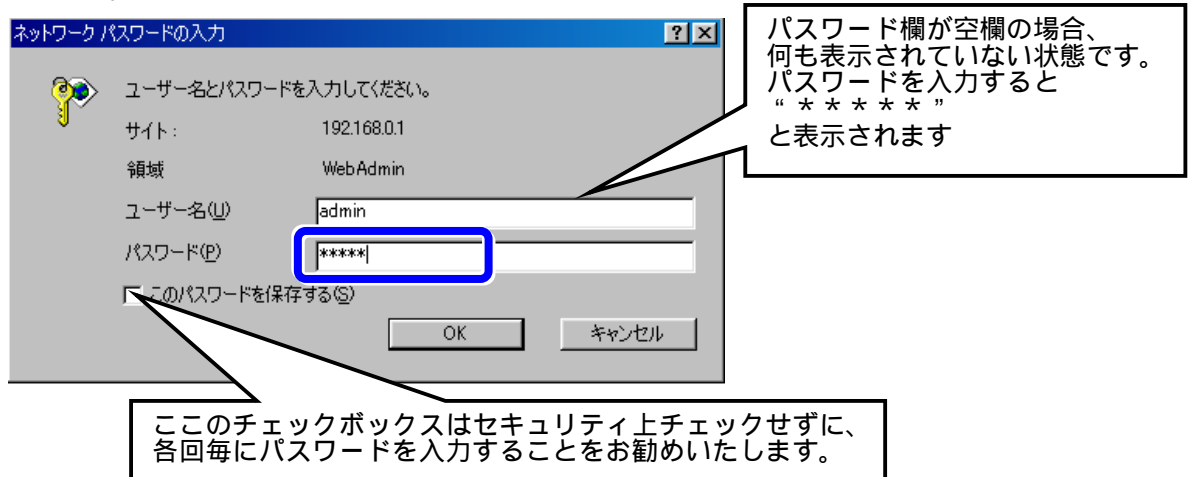 ネットワーク パスワードの入力
?
×
パスワード欄が空欄の場合、
何も表示されていない状態です。
パスワードを入力すると
“＊＊＊＊＊”
と表示されます
ユーザー名とパスワードを入力してください。
サイト: 192.168.0.1
領域 WebAdmin
ユーザー名(U) admin
パスワード(P) *****
このパスワードを保存する(S)
OK キャンセル
ここのチェックボックスはセキュリティ上チェックせずに、
各回毎にパスワードを入力することをお勧めいたします。